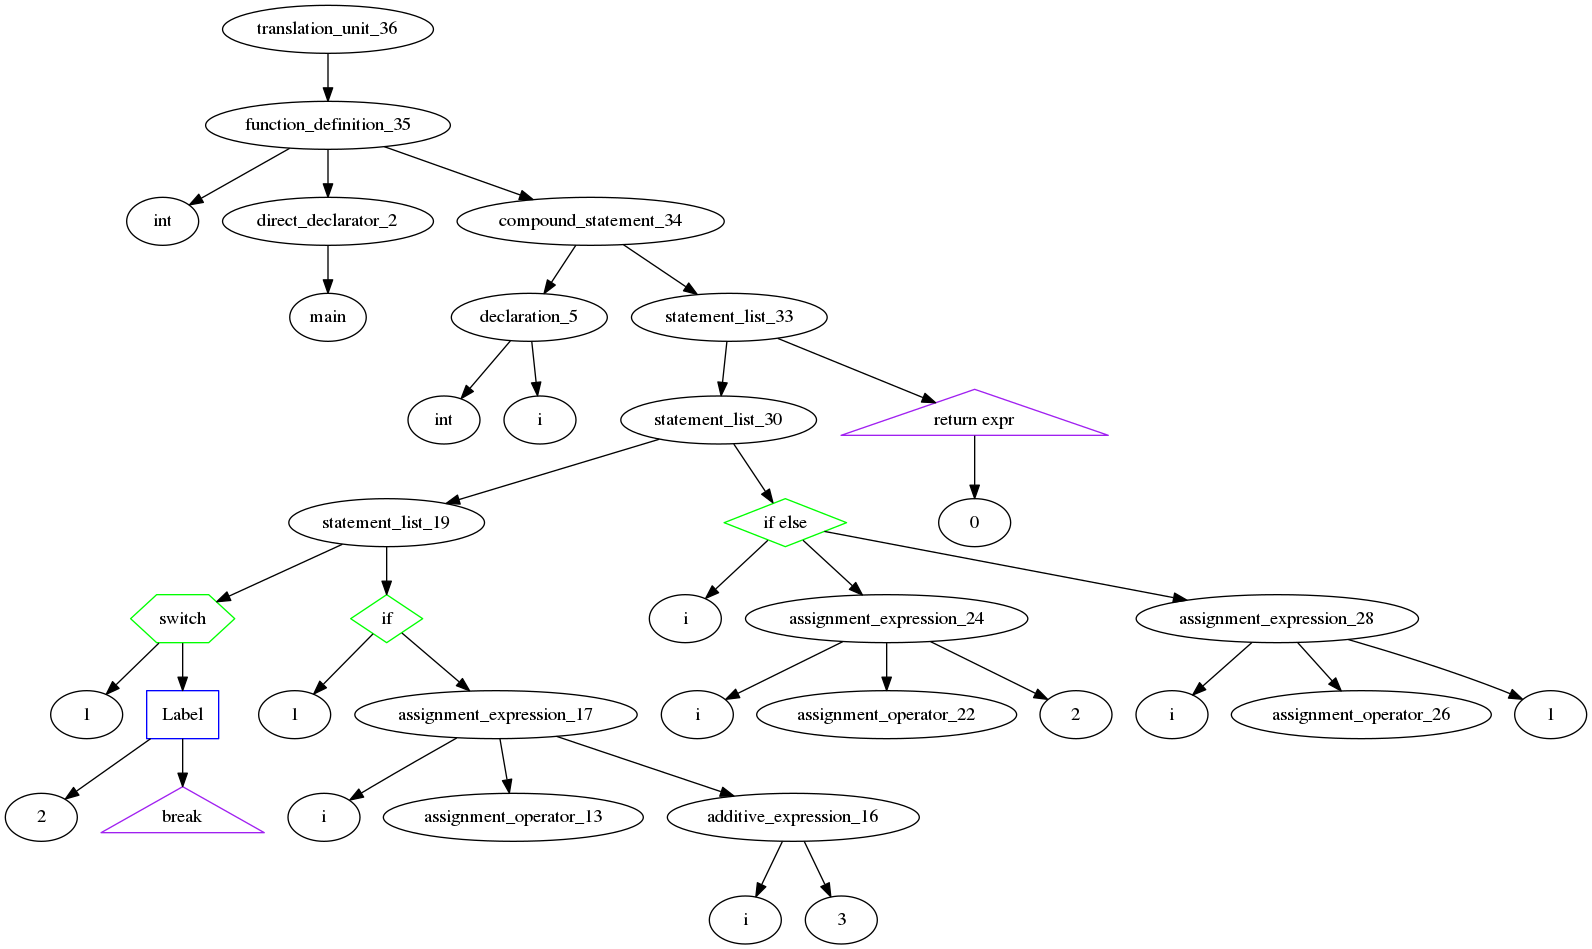 translation_unit_36
function_definition_35
int
direct_declarator_2
compound_statement_34
main
declaration_5
statement_list_33
int
i
statement_list_30
return expr
statement_list_19
if else
0
switch
if
i
assignment_expression_24
assignment_expression_28
1
Label
1
assignment_expression_17
i
assignment_operator_22
2
i
assignment_operator_26
1
2
break
i
assignment_operator_13
additive_expression_16
i
3